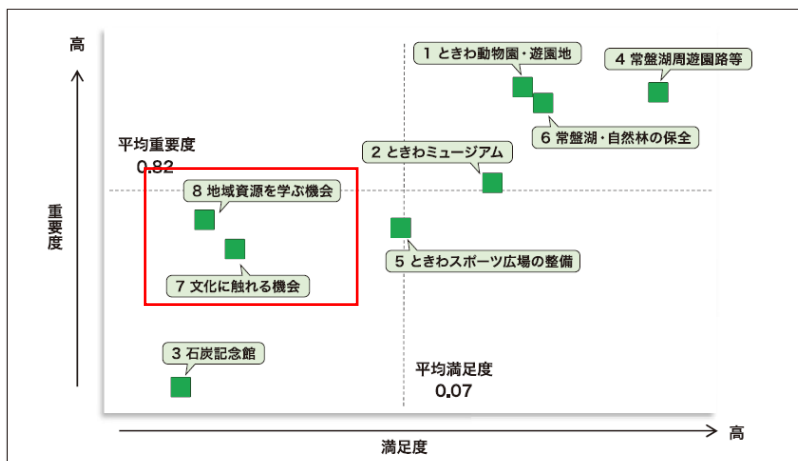 高
1 ときわ動物園・遊園地
4 常盤湖周遊園路等
6 常盤湖・自然林の保全
平均重要度
0.82
2 ときわミュージアム
8 地域資源を学ぶ機会
重要度
5 ときわスポーツ広場の整備
7 文化に触れる機会
3 石炭記念館
平均満足度
0.07
満足度
高